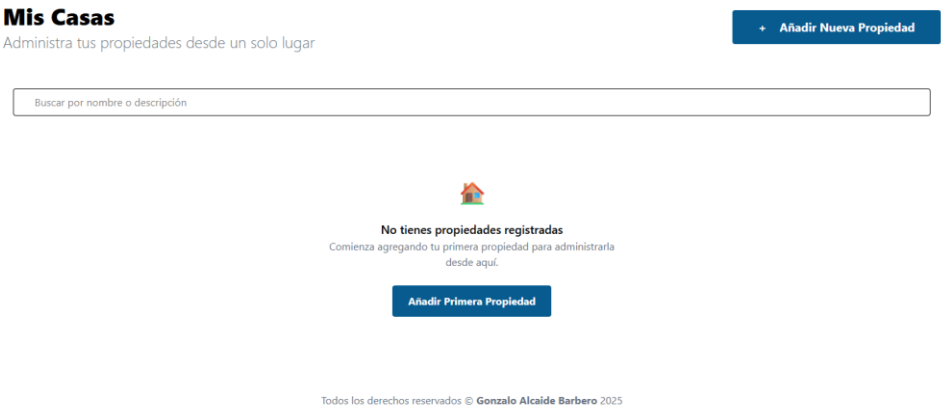 Mis Casas
Administra tus propiedades desde un solo lugar
+ Añadir Nueva Propiedad
Buscar por nombre o descripción
No tienes propiedades registradas
Comienza agregando tu primera propiedad para administrarla
desde aquí.
Añadir Primera Propiedad
Todos los derechos reservados © Gonzalo Alcaide Barbero 2025